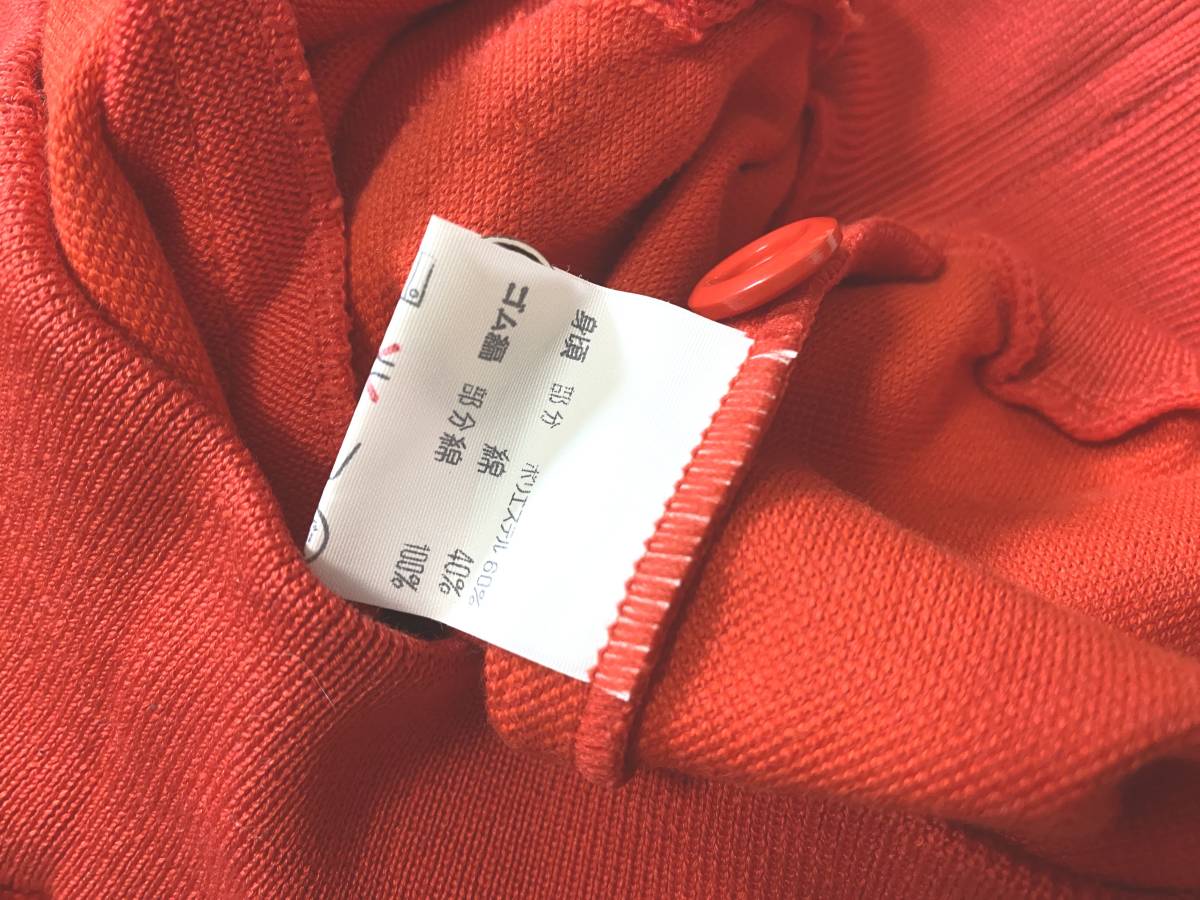 身頃 部分 ポリエステル 60%
綿 40%
ゴム編 部分 綿 100%